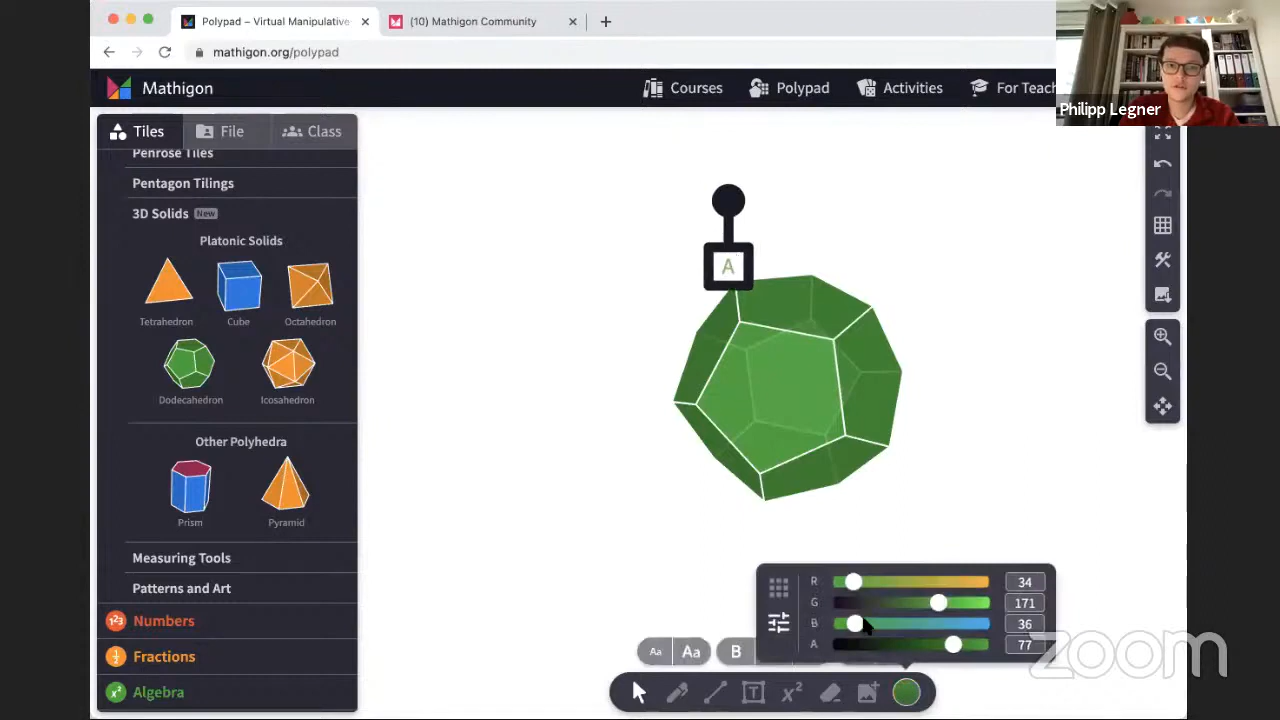 Polypad – Virtual Manipulative
(10) Mathigon Community
mathigon.org/polypad
Mathigon
Courses
Polypad
Activities
For Teach
Philipp Legner
Tiles
File
Class
Penrose Tiles
Pentagon Tilings
3D Solids New
Platonic Solids
Tetrahedron
Cube
Octahedron
Dodecahedron
Icosahedron
Other Polyhedra
Prism
Pyramid
Measuring Tools
Patterns and Art
Numbers
Fractions
Algebra
A
R 34
G 171
B 36
A 77
Aa Aa B
zoom